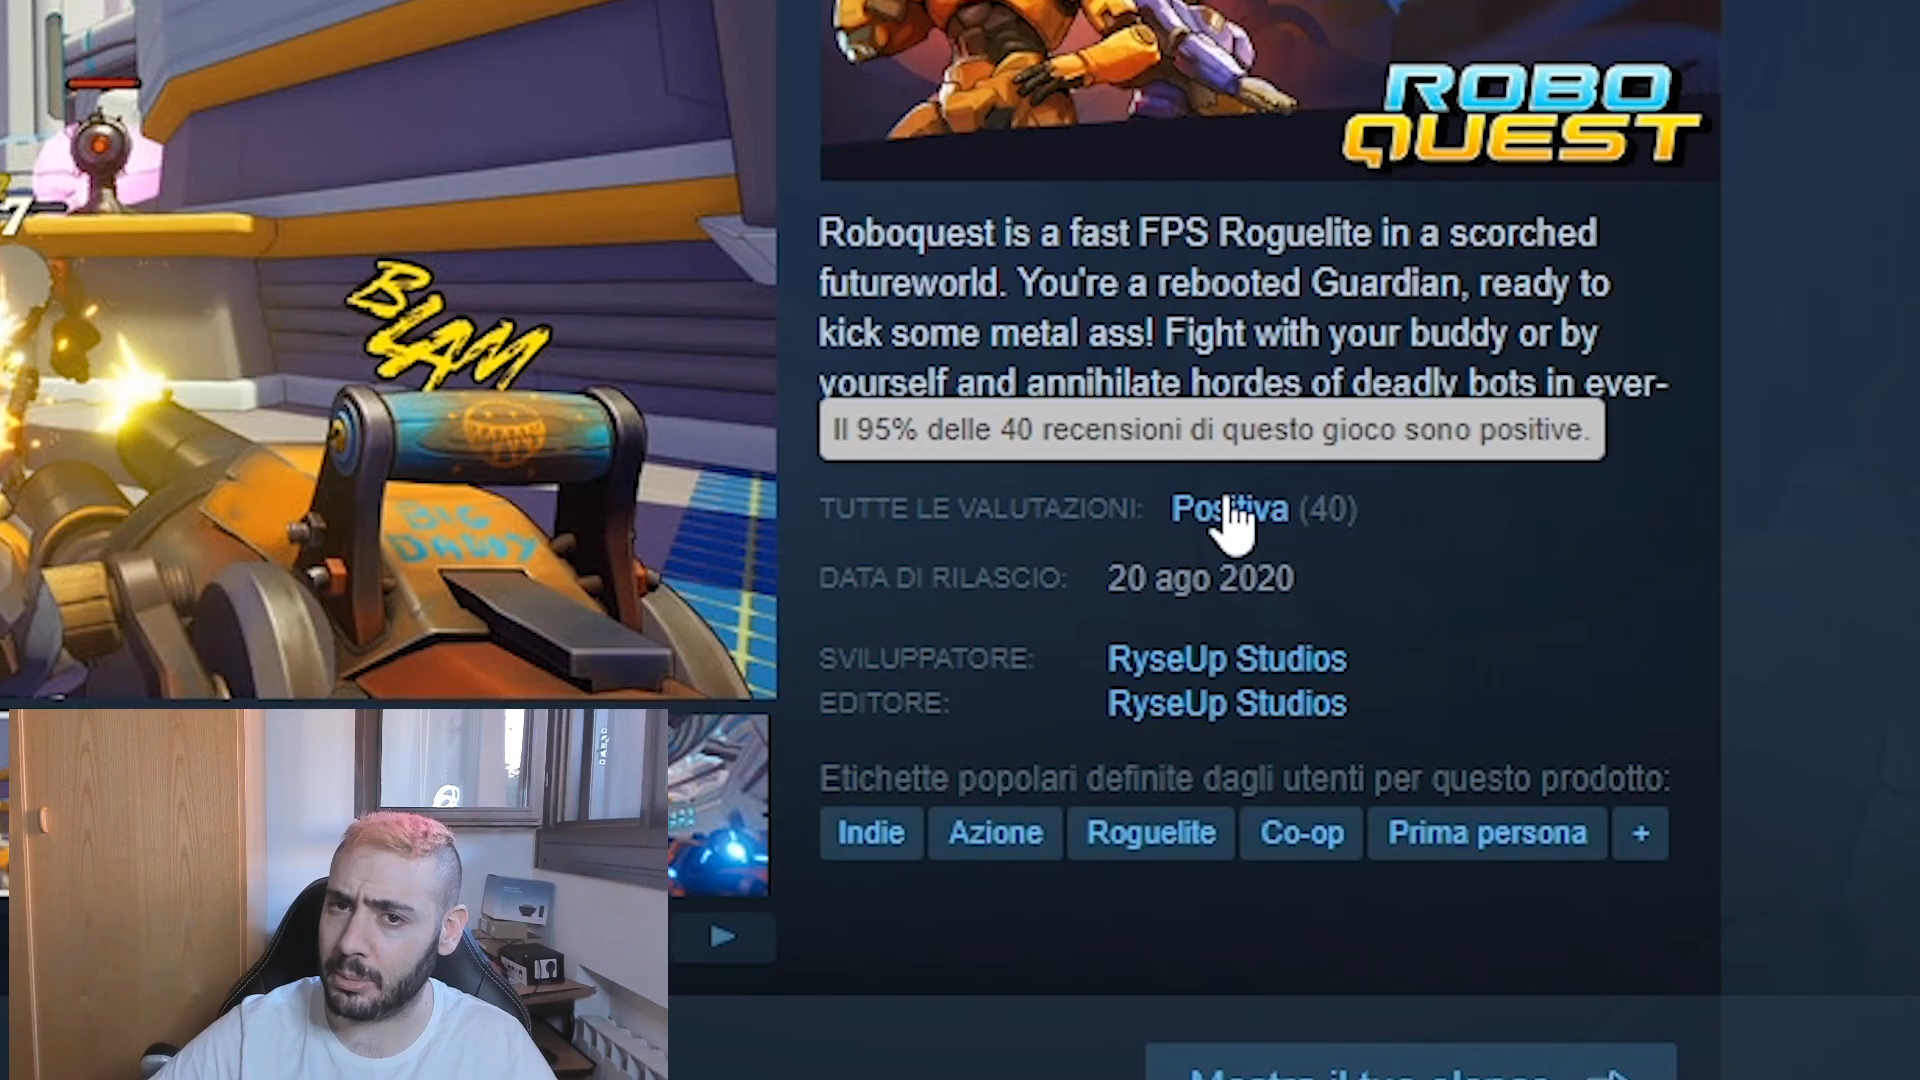 ROBO
QUEST
7
BLAM
BIG
DADDY
Roboquest is a fast FPS Roguelite in a scorched
futureworld. You're a rebooted Guardian, ready to
kick some metal ass! Fight with your buddy or by
yourself and annihilate hordes of deadly bots in ever-
Il 95% delle 40 recensioni di questo gioco sono positive.
TUTTE LE VALUTAZIONI: Positiva (40)
DATA DI RILASCIO: 20 ago 2020
SVILUPPATORE: RyseUp Studios
EDITORE: RyseUp Studios
Etichette popolari definite dagli utenti per questo prodotto:
Indie Azione Roguelite Co-op Prima persona +